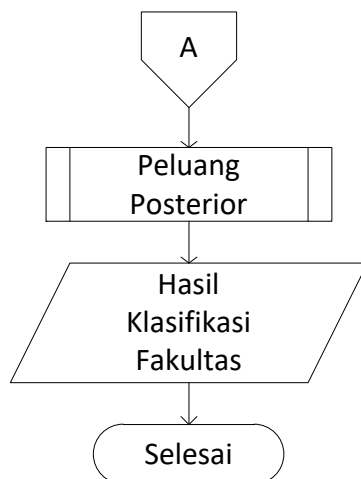 A
Peluang
Posterior
Hasil
Klasifikasi
Fakultas
Selesai